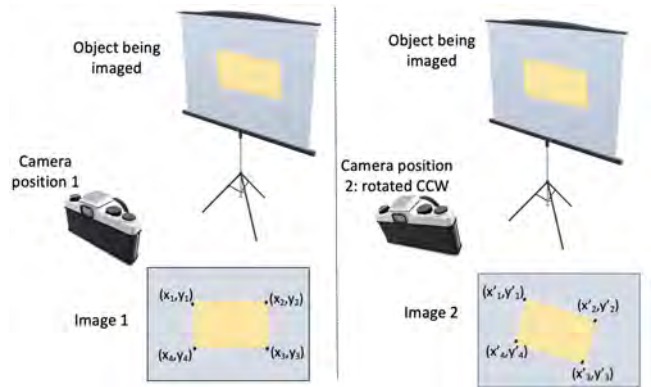 Object being
imaged
Camera
position 1
Image 1
(x₁,y₁)
(x₂,y₂)
(x₄,y₄)
(x₃,y₃)
Object being
imaged
Camera position
2: rotated CCW
Image 2
(x'₁,y'₁)
(x'₂,y'₂)
(x'₄,y'₄)
(x'₃,y'₃)